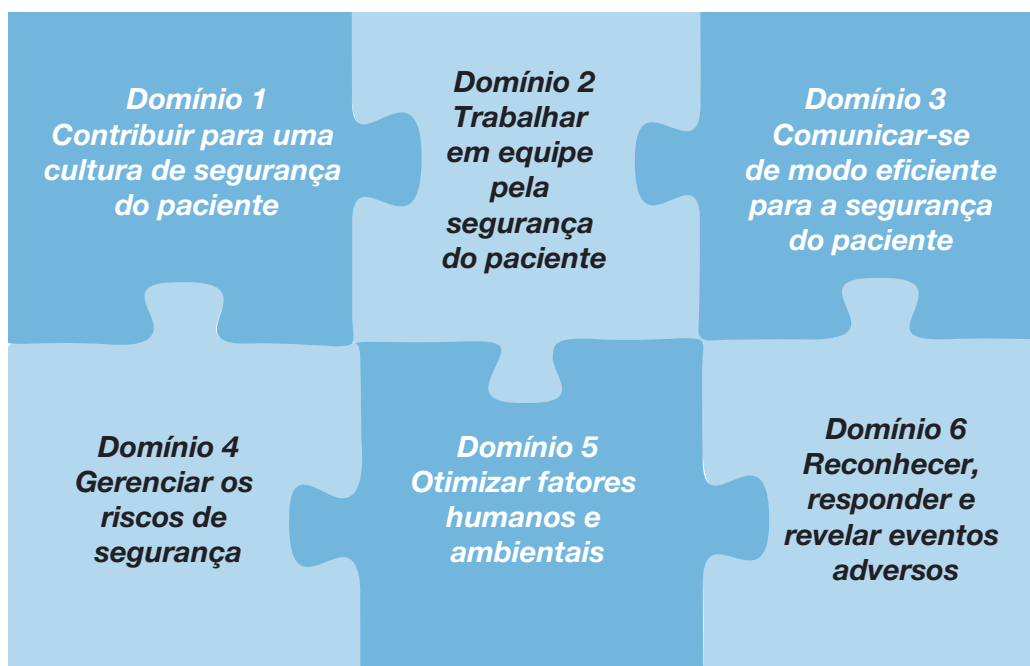 Domínio 1
Contribuir para uma
cultura de segurança
do paciente
Domínio 2
Trabalhar
em equipe
pela
segurança
do paciente
Domínio 3
Comunicar-se
de modo eficiente
para a segurança
do paciente
Domínio 4
Gerenciar os
riscos de
segurança
Domínio 5
Otimizar fatores
humanos e
ambientais
Domínio 6
Reconhecer,
responder e
revelar eventos
adversos